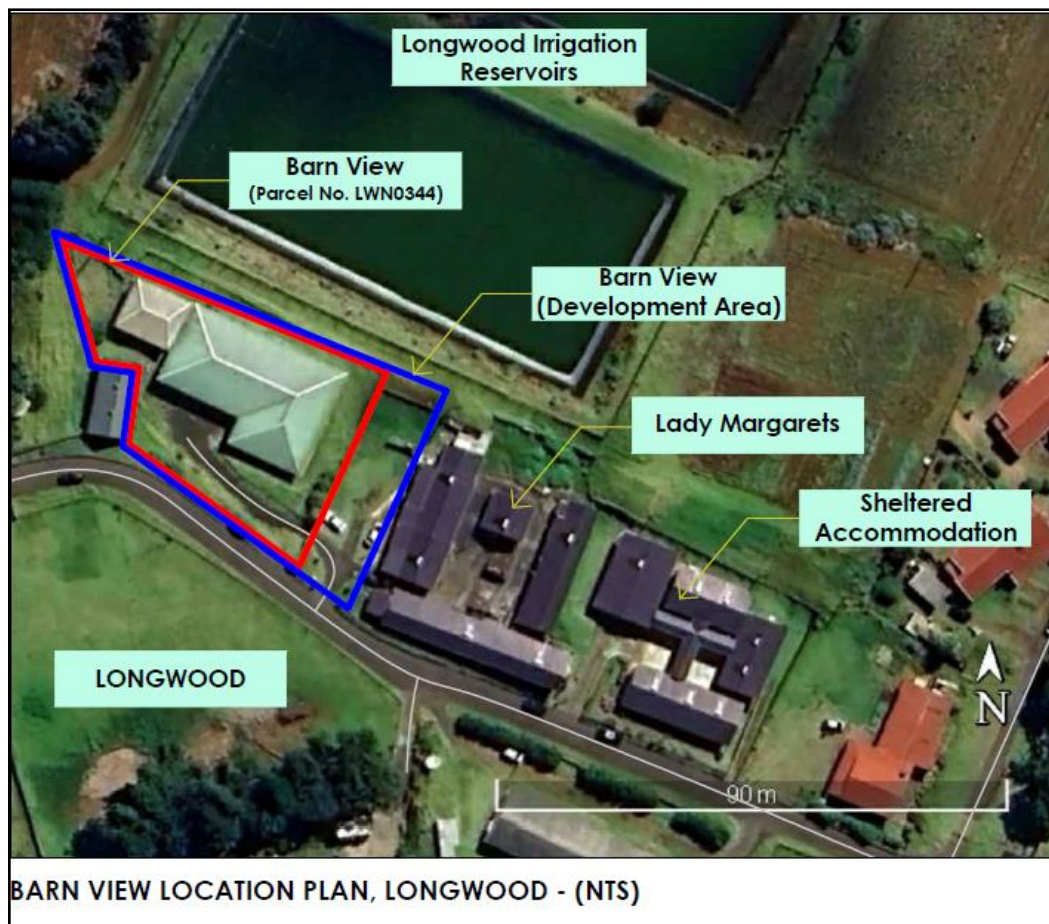 Longwood Irrigation
Reservoirs
Barn View
(Parcel No. LWN0344)
Barn View
(Development Area)
Lady Margarets
Sheltered
Accommodation
LONGWOOD
N
90 m
BARN VIEW LOCATION PLAN, LONGWOOD - (NTS)